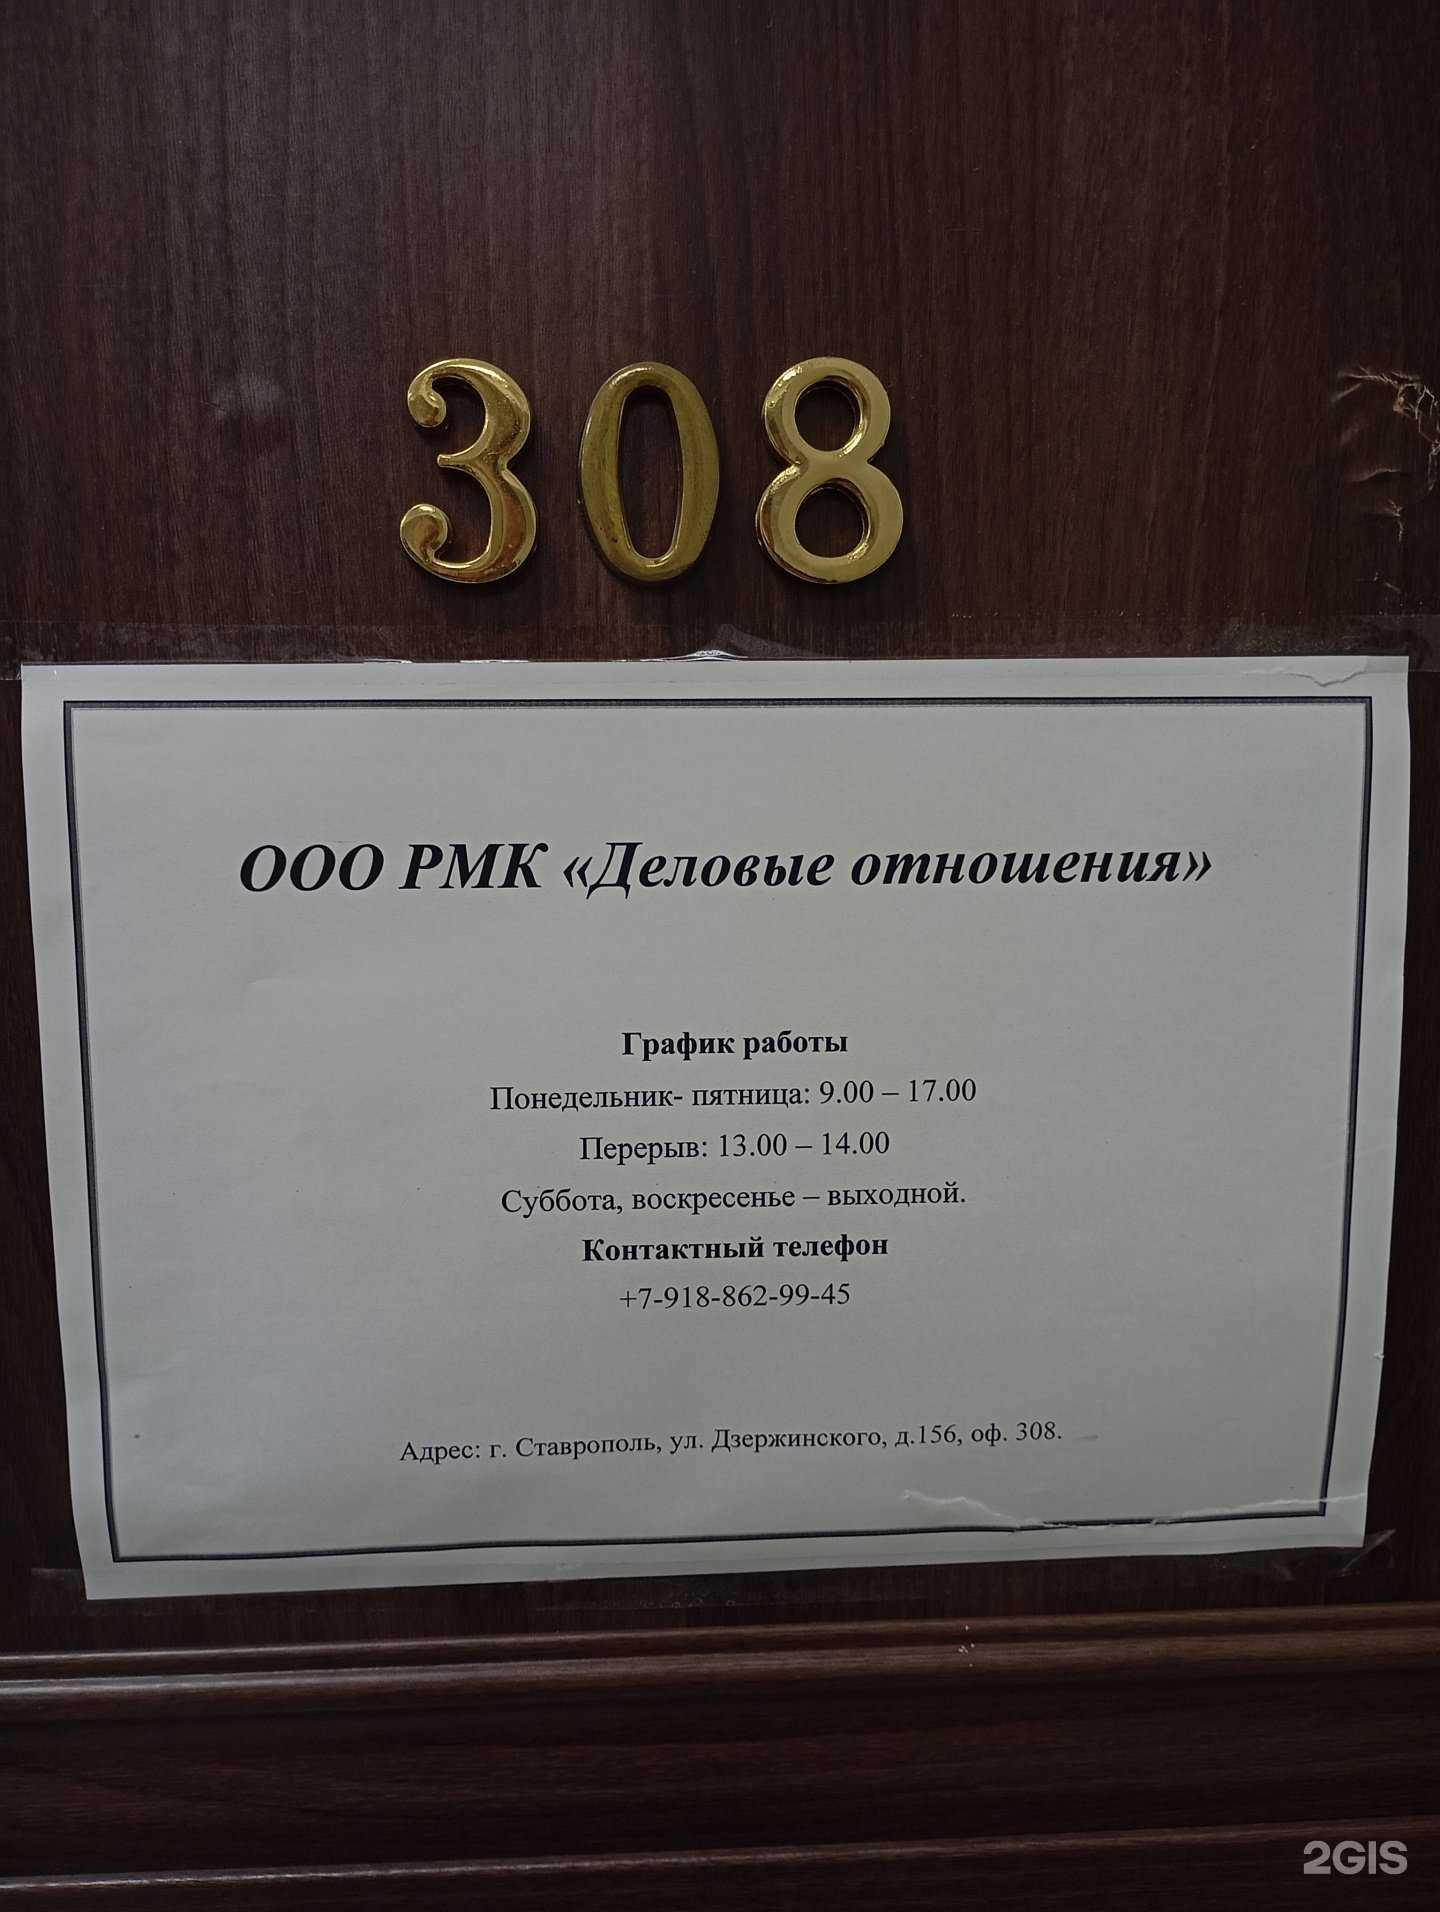 308
ООО РМК «Деловые отношения»
График работы
Понедельник- пятница: 9.00 – 17.00
Перерыв: 13.00 – 14.00
Суббота, воскресенье – выходной.
Контактный телефон
+7-918-862-99-45
Адрес: г. Ставрополь, ул. Дзержинского, д.156, оф. 308.
2GIS